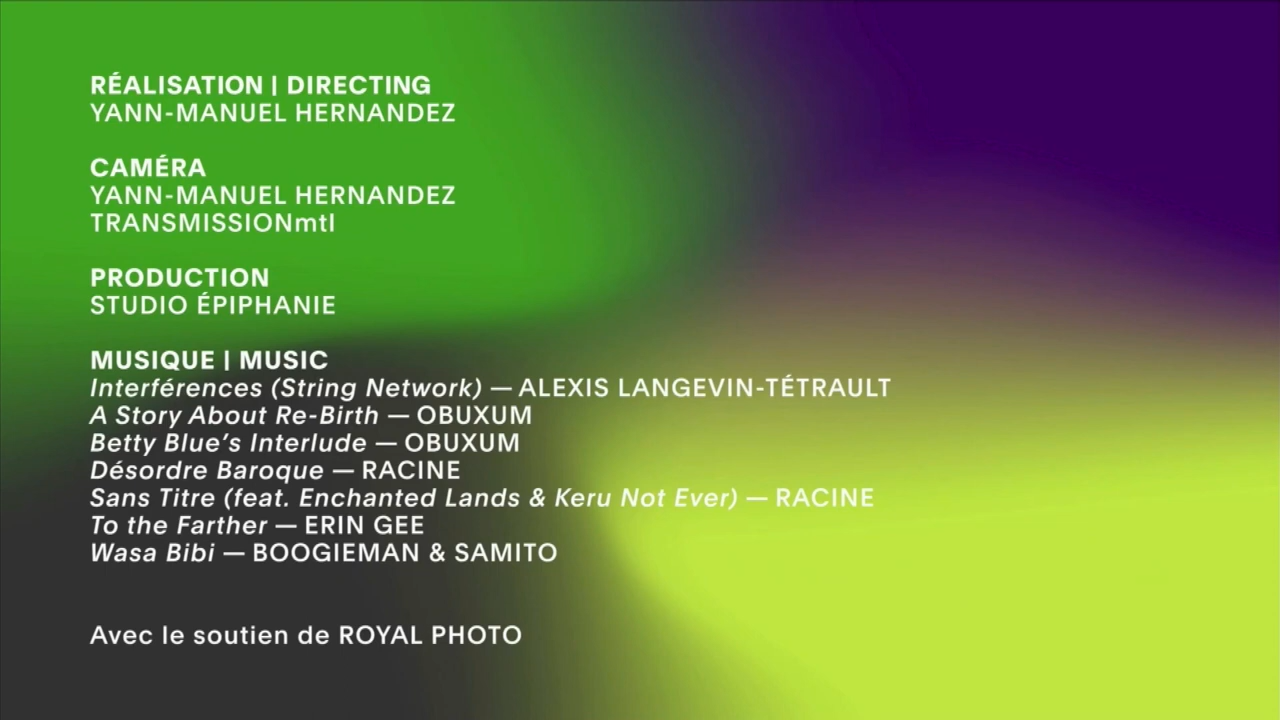 RÉALISATION | DIRECTING
YANN-MANUEL HERNANDEZ
CAMÉRA
YANN-MANUEL HERNANDEZ
TRANSMISSIONmtl
PRODUCTION
STUDIO ÉPIPHANIE
MUSIQUE | MUSIC
Interférences (String Network) — ALEXIS LANGEVIN-TÉTRAULT
A Story About Re-Birth — OBUXUM
Betty Blue’s Interlude — OBUXUM
Désordre Baroque — RACINE
Sans Titre (feat. Enchanted Lands & Keru Not Ever) — RACINE
To the Farther — ERIN GEE
Wasa Bibi — BOOGIEMAN & SAMITO
Avec le soutien de ROYAL PHOTO